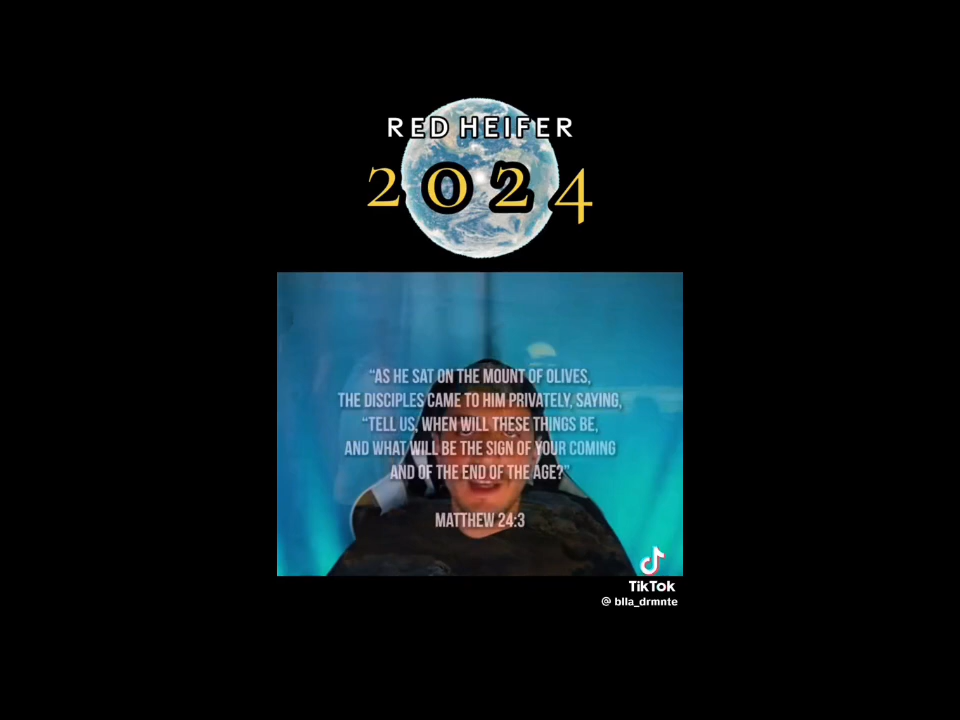 RED HEIFER
2024
“AS HE SAT ON THE MOUNT OF OLIVES,
THE DISCIPLES CAME TO HIM PRIVATELY, SAYING,
“TELL US, WHEN WILL THESE THINGS BE,
AND WHAT WILL BE THE SIGN OF YOUR COMING
AND OF THE END OF THE AGE?”
MATTHEW 24:3
TikTok
@ blla_drmnte